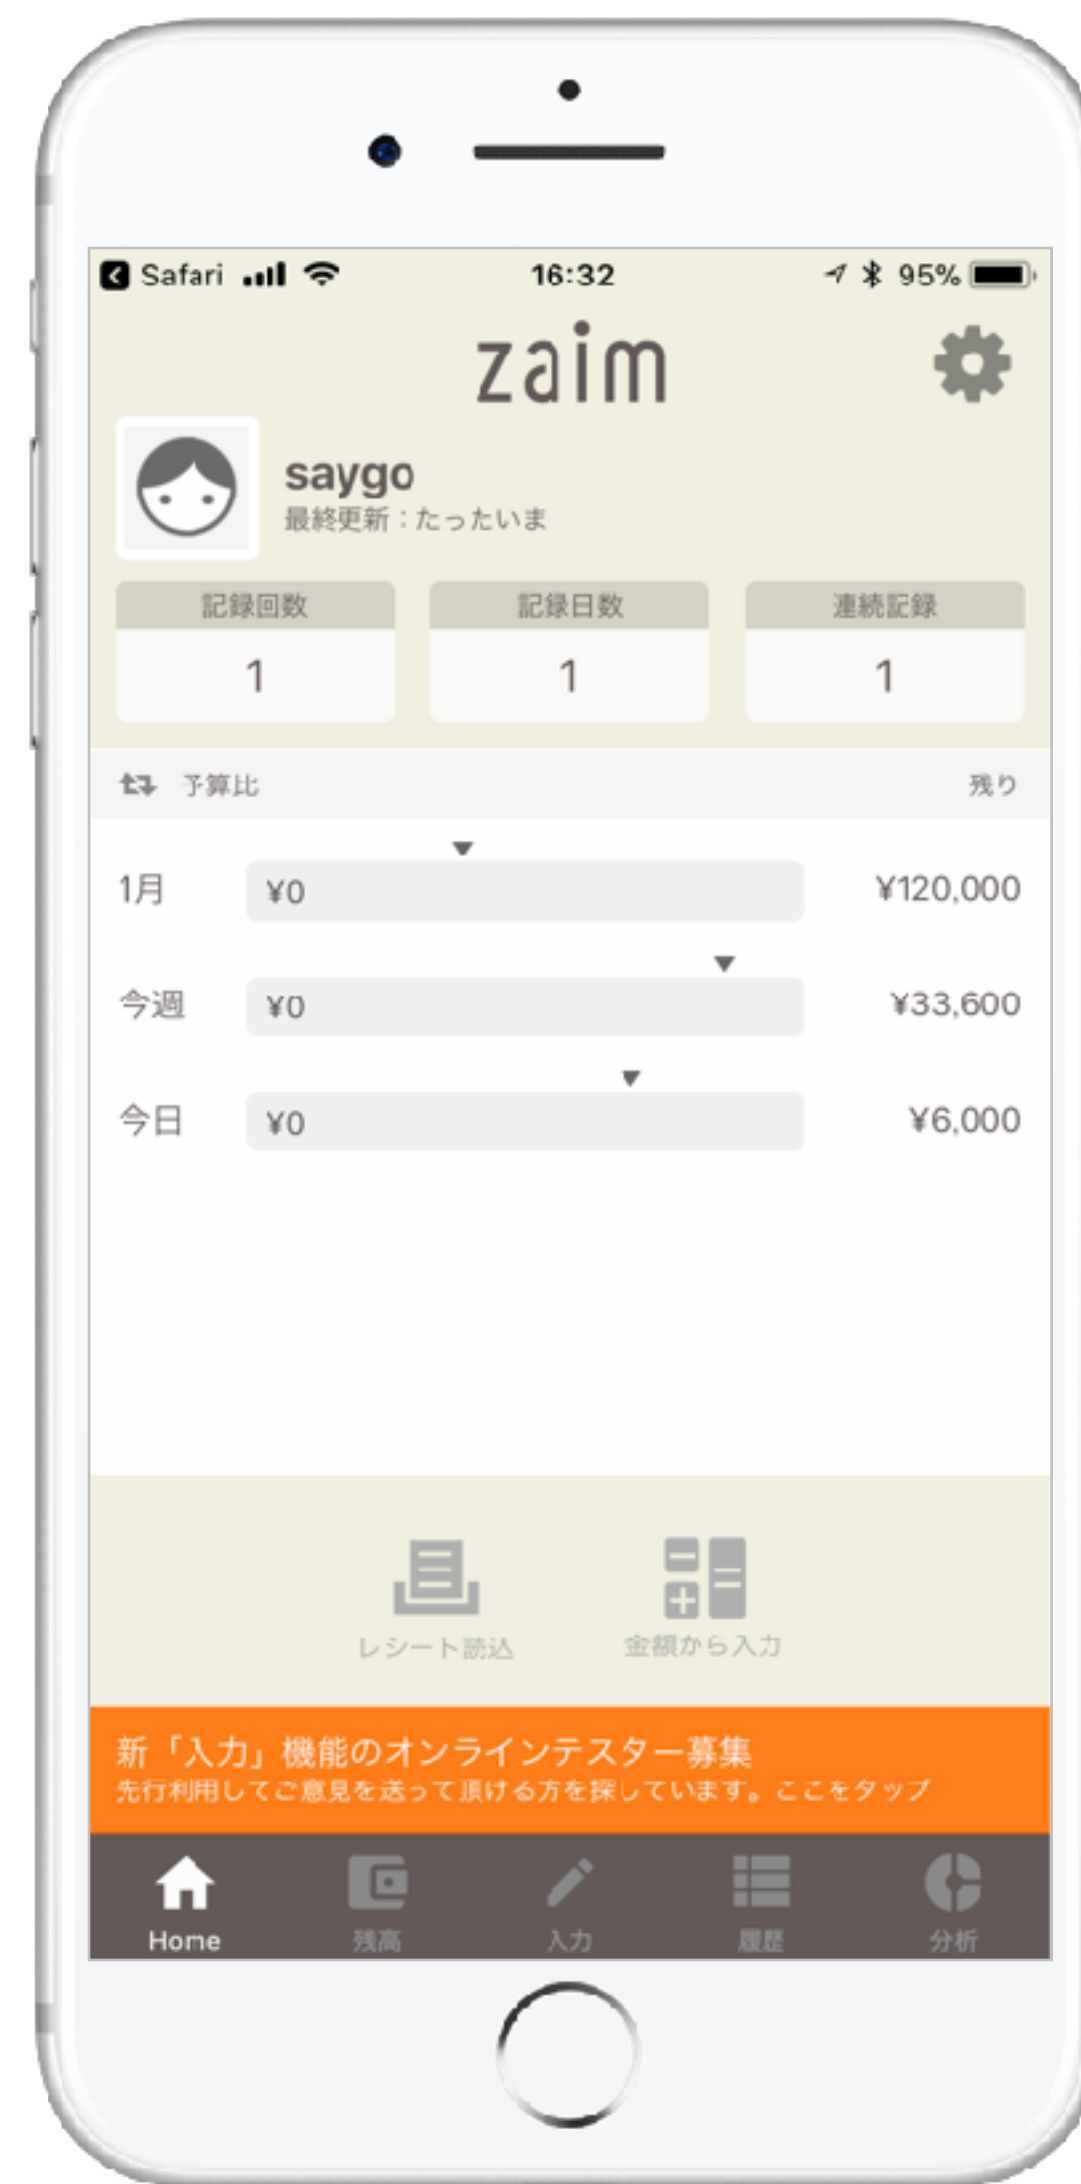 Safari 16:32 95%
zaim
saygo
最終更新：たったいま
記録回数 記録日数 連続記録
1 1 1
予算比 残り
1月 ¥0 ¥120,000
今週 ¥0 ¥33,600
今日 ¥0 ¥6,000
レシート読込 金額から入力
新「入力」機能のオンラインテスター募集
先行利用してご意見を送って頂ける方を探しています。ここをタップ
Home 残高 入力 履歴 分析